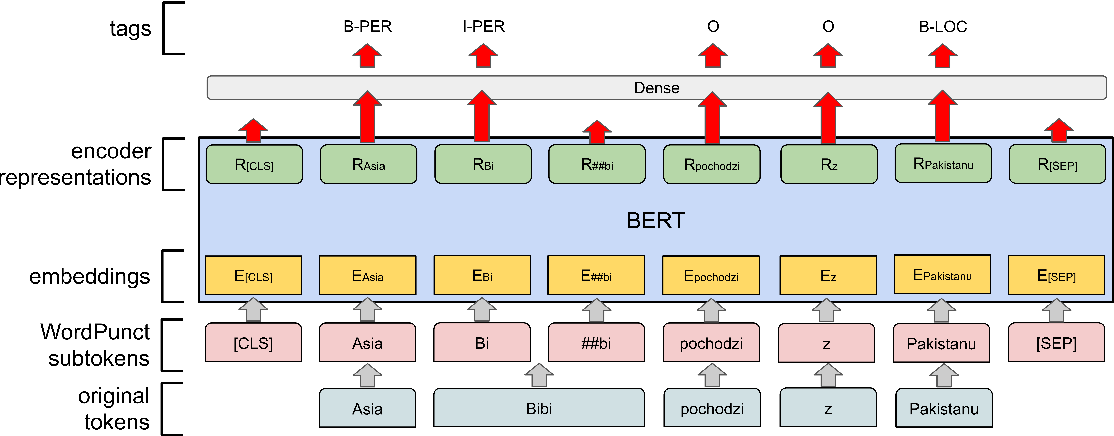 tags B-PER I-PER O O B-LOC
Dense
encoder representations R[CLS] RAsia RBi R##bi Rpochodzi Rz RPakistanu R[SEP]
BERT
embeddings E[CLS] EAsia EBi E##bi Epochodzi Ez EPakistanu E[SEP]
WordPunct subtokens [CLS] Asia Bi ##bi pochodzi z Pakistanu [SEP]
original tokens Asia Bibi pochodzi z Pakistanu